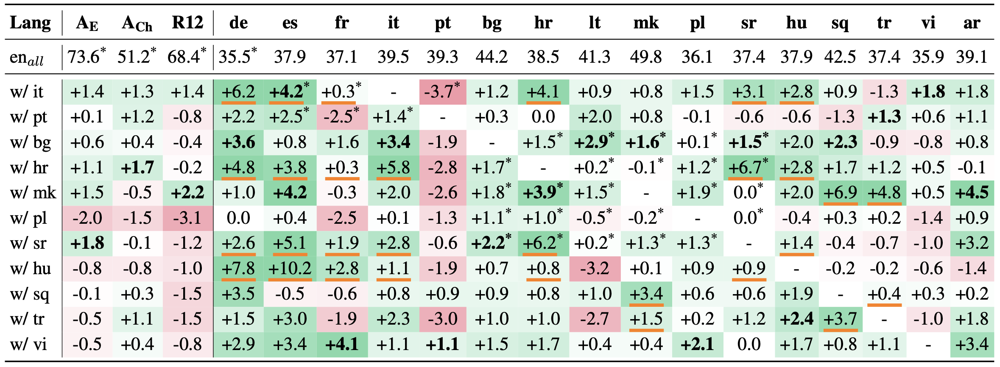 Lang A_E A_Ch R12 de es fr it pt bg hr lt mk pl sr hu sq tr vi ar
en_all 73.6* 51.2* 68.4* 35.5* 37.9 37.1 39.5 39.3 44.2 38.5 41.3 49.8 36.1 37.4 37.9 42.5 37.4 35.9 39.1
w/ it +1.4 +1.3 +1.4 +6.2 +4.2* +0.3* - -3.7* +1.2 +4.1 +0.9 +0.8 +1.5 +3.1 +2.8 +0.9 -1.3 +1.8 +1.8
w/ pt +0.1 +1.2 -0.8 +2.2 +2.5* -2.5* +1.4* - +0.3 0.0 +2.0 +0.8 -0.1 -0.6 -0.6 -1.3 +1.3 +0.6 +1.1
w/ bg +0.6 +0.4 -0.4 +3.6 +0.8 +1.6 +3.4 -1.9 - +1.5* +2.9* +1.6* +0.1* +1.5* +2.0 +2.3 -0.9 -0.8 +0.8
w/ hr +1.1 +1.7 -0.2 +4.8 +3.8 +0.3 +5.8 -2.8 +1.7* - +0.2* -0.1* +1.2* +6.7* +2.8 +1.7 +1.2 +0.5 -0.1
w/ mk +1.5 -0.5 +2.2 +1.0 +4.2 -0.3 +2.0 -2.6 +1.8* +3.9* +1.5* - +1.9* 0.0* +2.0 +6.9 +4.8 +0.5 +4.5
w/ pl -2.0 -1.5 -3.1 0.0 +0.4 -2.5 +0.1 -1.3 +1.1* +1.0* -0.5* -0.2* - 0.0* -0.4 +0.3 +0.2 -1.4 +0.9
w/ sr +1.8 -0.1 -1.2 +2.6 +5.1 +1.9 +2.8 -0.6 +2.2* +6.2* +0.2* +1.3* +1.3* - +1.4 -0.4 -0.7 -1.0 +3.2
w/ hu -0.8 -0.8 -1.0 +7.8 +10.2 +2.8 +1.1 -1.9 +0.7 +0.8 -3.2 +0.1 +0.9 +0.9 - -0.2 -0.2 -0.6 -1.4
w/ sq -0.1 +0.3 -1.5 +3.5 -0.5 -0.6 +0.8 +0.9 +0.9 +0.8 +1.0 +3.4 +0.6 +0.6 +1.9 - +0.4 +0.3 +0.2
w/ tr -0.5 +1.1 -1.5 +1.5 +3.0 -1.9 +2.3 -3.0 +1.0 +1.0 -2.7 +1.5 +0.2 +1.2 +2.4 +3.7 - -1.0 +1.8
w/ vi -0.5 +0.4 -0.8 +2.9 +3.4 +4.1 +1.1 +1.1 +1.5 +1.7 +0.4 +0.4 +2.1 0.0 +1.7 +0.8 +1.1 - +3.4